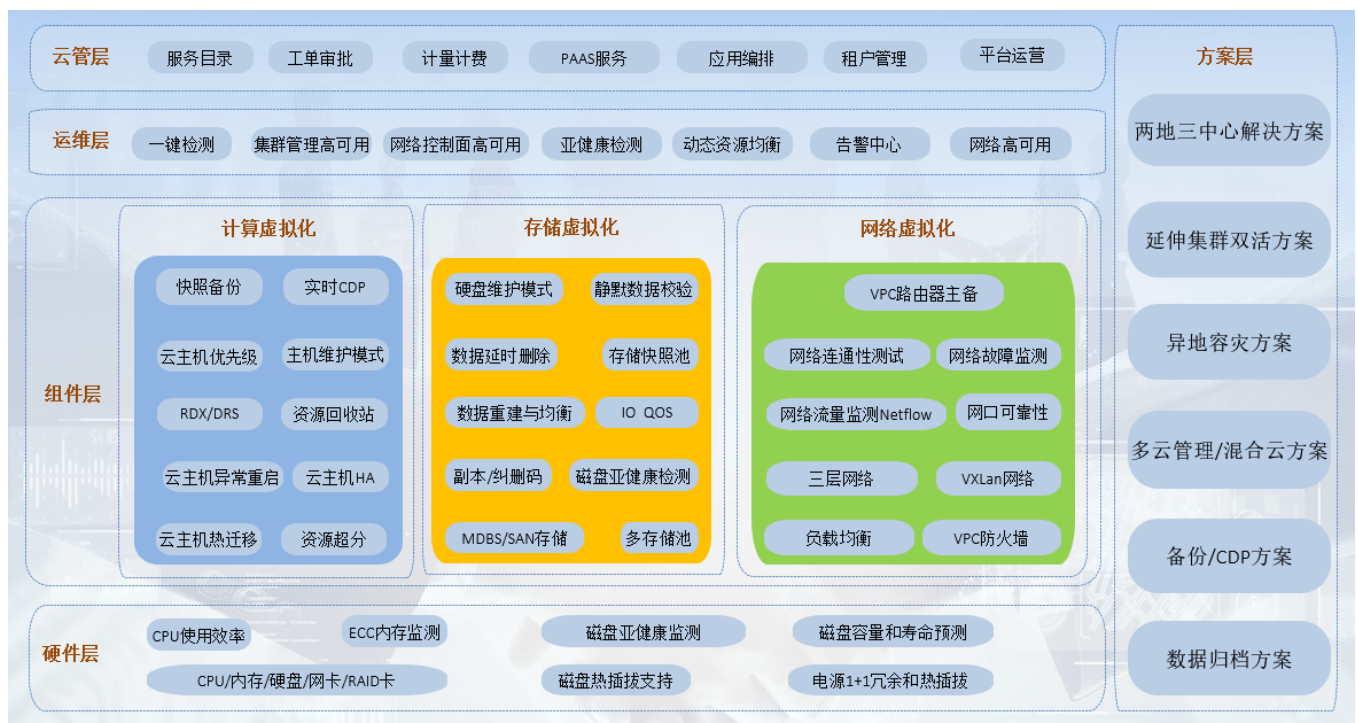 云管层
服务目录 工单审批 计量计费 PAAS服务 应用编排 租户管理 平台运营
运维层
一键检测 集群管理高可用 网络控制面高可用 亚健康检测 动态资源均衡 告警中心 网络高可用
组件层
计算虚拟化
快照备份 实时CDP
云主机优先级 主机维护模式
RDX/DRS 资源回收站
云主机异常重启 云主机HA
云主机热迁移 资源超分
存储虚拟化
硬盘维护模式 静默数据校验
数据延时删除 存储快照池
数据重建与均衡 IO QOS
副本/纠删码 磁盘亚健康检测
MDBS/SAN存储 多存储池
网络虚拟化
VPC路由器主备
网络连通性测试 网络故障监测
网络流量监测Netflow 网口可靠性
三层网络 VXLan网络
负载均衡 VPC防火墙
硬件层
CPU使用效率 ECC内存监测 磁盘亚健康监测 磁盘容量和寿命预测
CPU/内存/硬盘/网卡/RAID卡 磁盘热插拔支持 电源1+1冗余和热插拔
方案层
两地三中心解决方案
延伸集群双活方案
异地容灾方案
多云管理/混合云方案
备份/CDP方案
数据归档方案